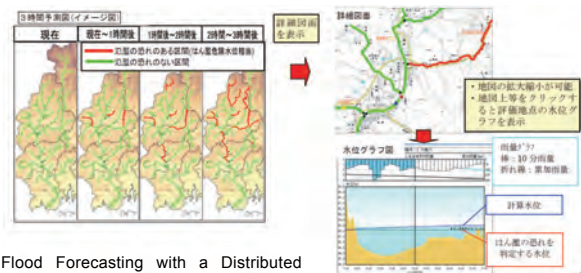 3時間予測図(イメージ図)
現在
現在～1時間後
1時間後～2時間後
2時間～3時間後
氾濫の恐れのある区間(はん濫危険水位超過)
氾濫の恐れのない区間
詳細図画を表示
詳細図面
・地図の拡大縮小が可能
・地図上等をクリックすると評価地点の水位グラフを表示
水位グラフ図
雨量グラフ
棒：10分雨量
折れ線：累加雨量
計算水位
はん濫の恐れを
判定する水位
Flood Forecasting with a Distributed